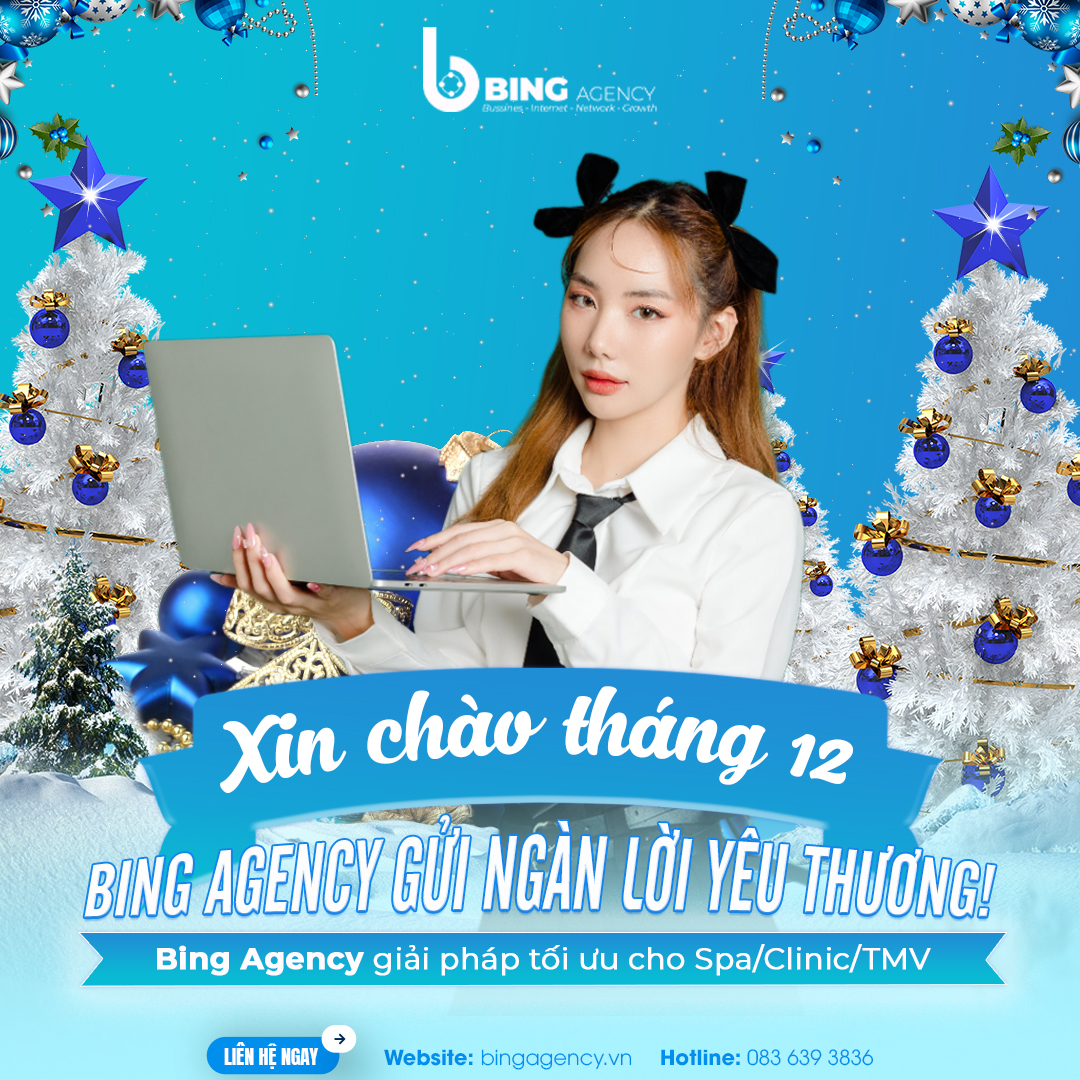 BING AGENCY
Bussines - Internet - Network - Growth
Xin chào tháng 12
BING AGENCY GỬI NGÀN LỜI YÊU THƯƠNG!
Bing Agency giải pháp tối ưu cho Spa/Clinic/TMV
LIÊN HỆ NGAY Website: bingagency.vn Hotline: 083 639 3836